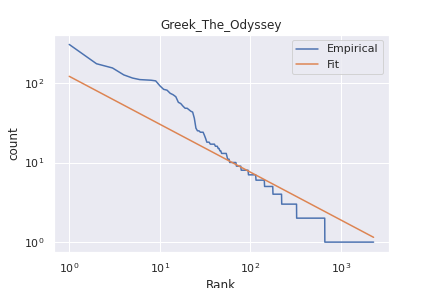 Greek_The_Odyssey
Empirical
Fit
count
10²
10¹
10⁰
10⁰
10¹
10²
10³
Rank